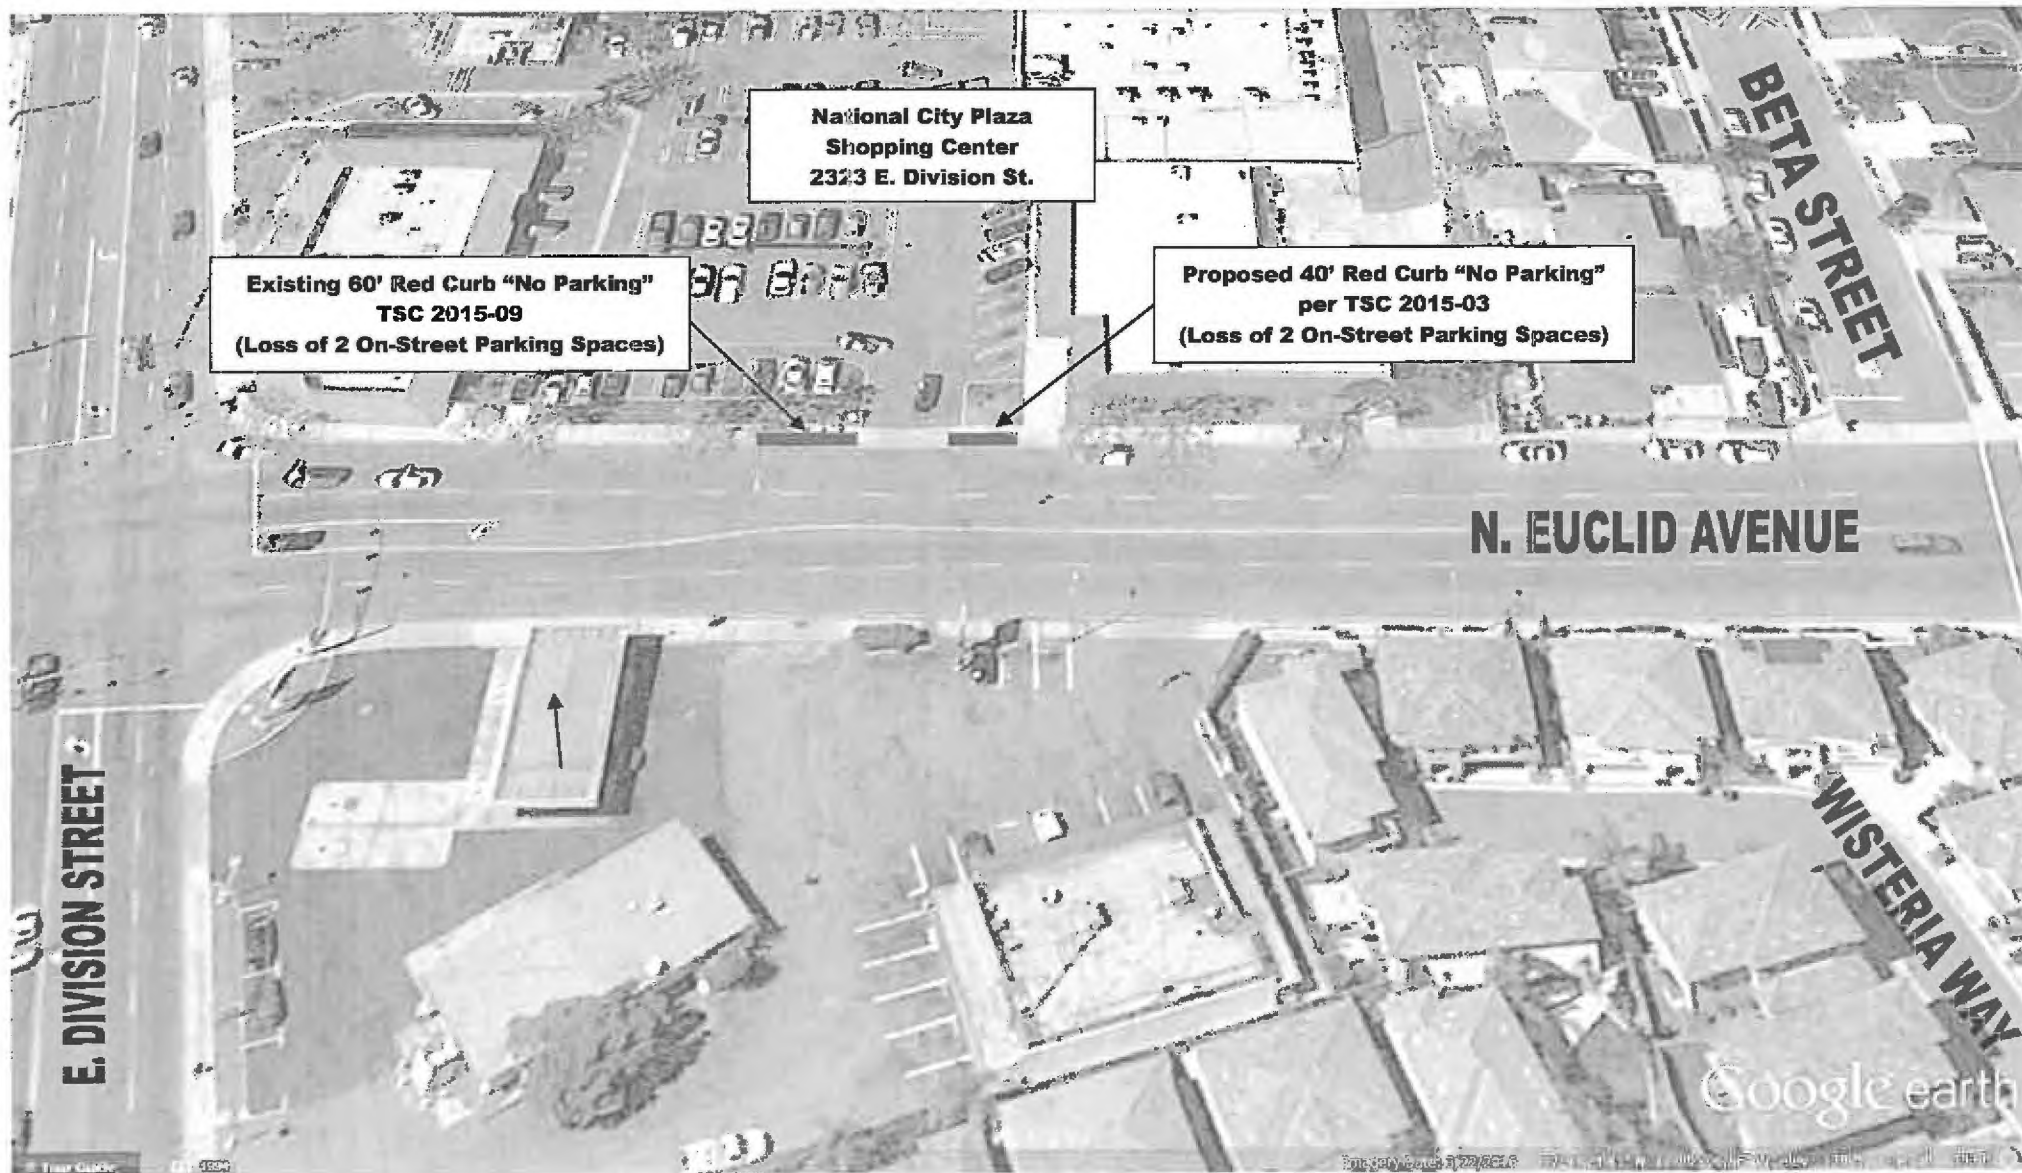 National City Plaza
Shopping Center
2323 E. Division St.
Existing 60' Red Curb “No Parking”
TSC 2015-09
(Loss of 2 On-Street Parking Spaces)
Proposed 40' Red Curb “No Parking”
per TSC 2015-03
(Loss of 2 On-Street Parking Spaces)
BETA STREET
N. EUCLID AVENUE
E. DIVISION STREET
WISTERIA WAY
Google earth
1994